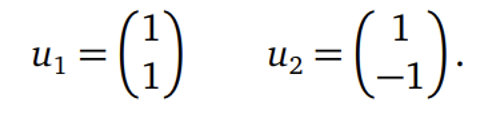 u₁ = (1 1) u₂ = (1 −1).